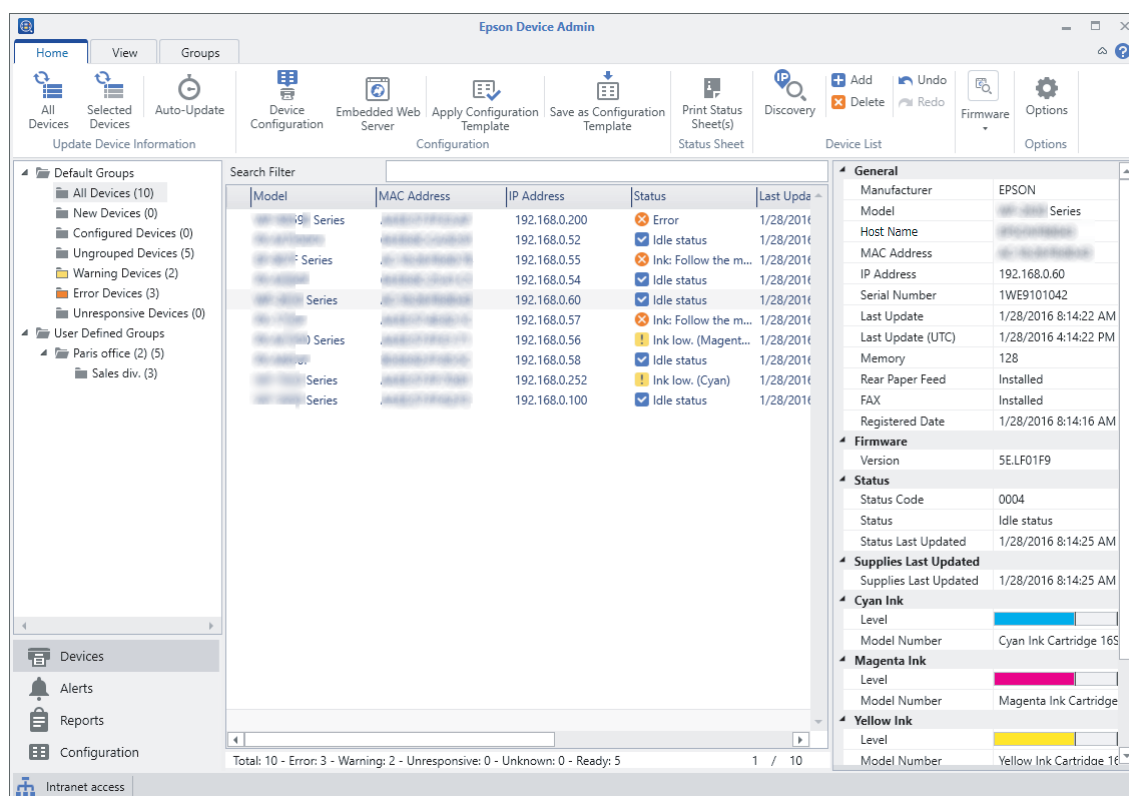 Epson Device Admin
Home View Groups
All Devices
Selected Devices
Auto-Update
Update Device Information
Device Configuration
Embedded Web Server
Apply Configuration Template
Save as Configuration Template
Configuration
Print Status Sheet(s)
Status Sheet
Discovery
Add
Delete
Undo
Redo
Device List
Firmware
Options
Options
Default Groups
All Devices (10)
New Devices (0)
Configured Devices (0)
Ungrouped Devices (5)
Warning Devices (2)
Error Devices (3)
Unresponsive Devices (0)
User Defined Groups
Paris office (2) (5)
Sales div. (3)
Devices
Alerts
Reports
Configuration
Intranet access
Search Filter
Model MAC Address IP Address Status Last Upda
Series 192.168.0.200 Error 1/28/2016
192.168.0.52 Idle status 1/28/2016
Series 192.168.0.55 Ink: Follow the m... 1/28/2016
192.168.0.54 Idle status 1/28/2016
Series 192.168.0.60 Idle status 1/28/2016
192.168.0.57 Ink: Follow the m... 1/28/2016
Series 192.168.0.56 Ink low. (Magent... 1/28/2016
192.168.0.58 Idle status 1/28/2016
Series 192.168.0.252 Ink low. (Cyan) 1/28/2016
Series 192.168.0.100 Idle status 1/28/2016
Total: 10 - Error: 3 - Warning: 2 - Unresponsive: 0 - Unknown: 0 - Ready: 5 1 / 10
General
Manufacturer EPSON
Model Series
Host Name
MAC Address
IP Address 192.168.0.60
Serial Number 1WE9101042
Last Update 1/28/2016 8:14:22 AM
Last Update (UTC) 1/28/2016 4:14:22 PM
Memory 128
Rear Paper Feed Installed
FAX Installed
Registered Date 1/28/2016 8:14:16 AM
Firmware
Version 5E.LF01F9
Status
Status Code 0004
Status Idle status
Status Last Updated 1/28/2016 8:14:25 AM
Supplies Last Updated
Supplies Last Updated 1/28/2016 8:14:25 AM
Cyan Ink
Level
Model Number Cyan Ink Cartridge 16S
Magenta Ink
Level
Model Number Magenta Ink Cartridge
Yellow Ink
Level
Model Number Yellow Ink Cartridge 16